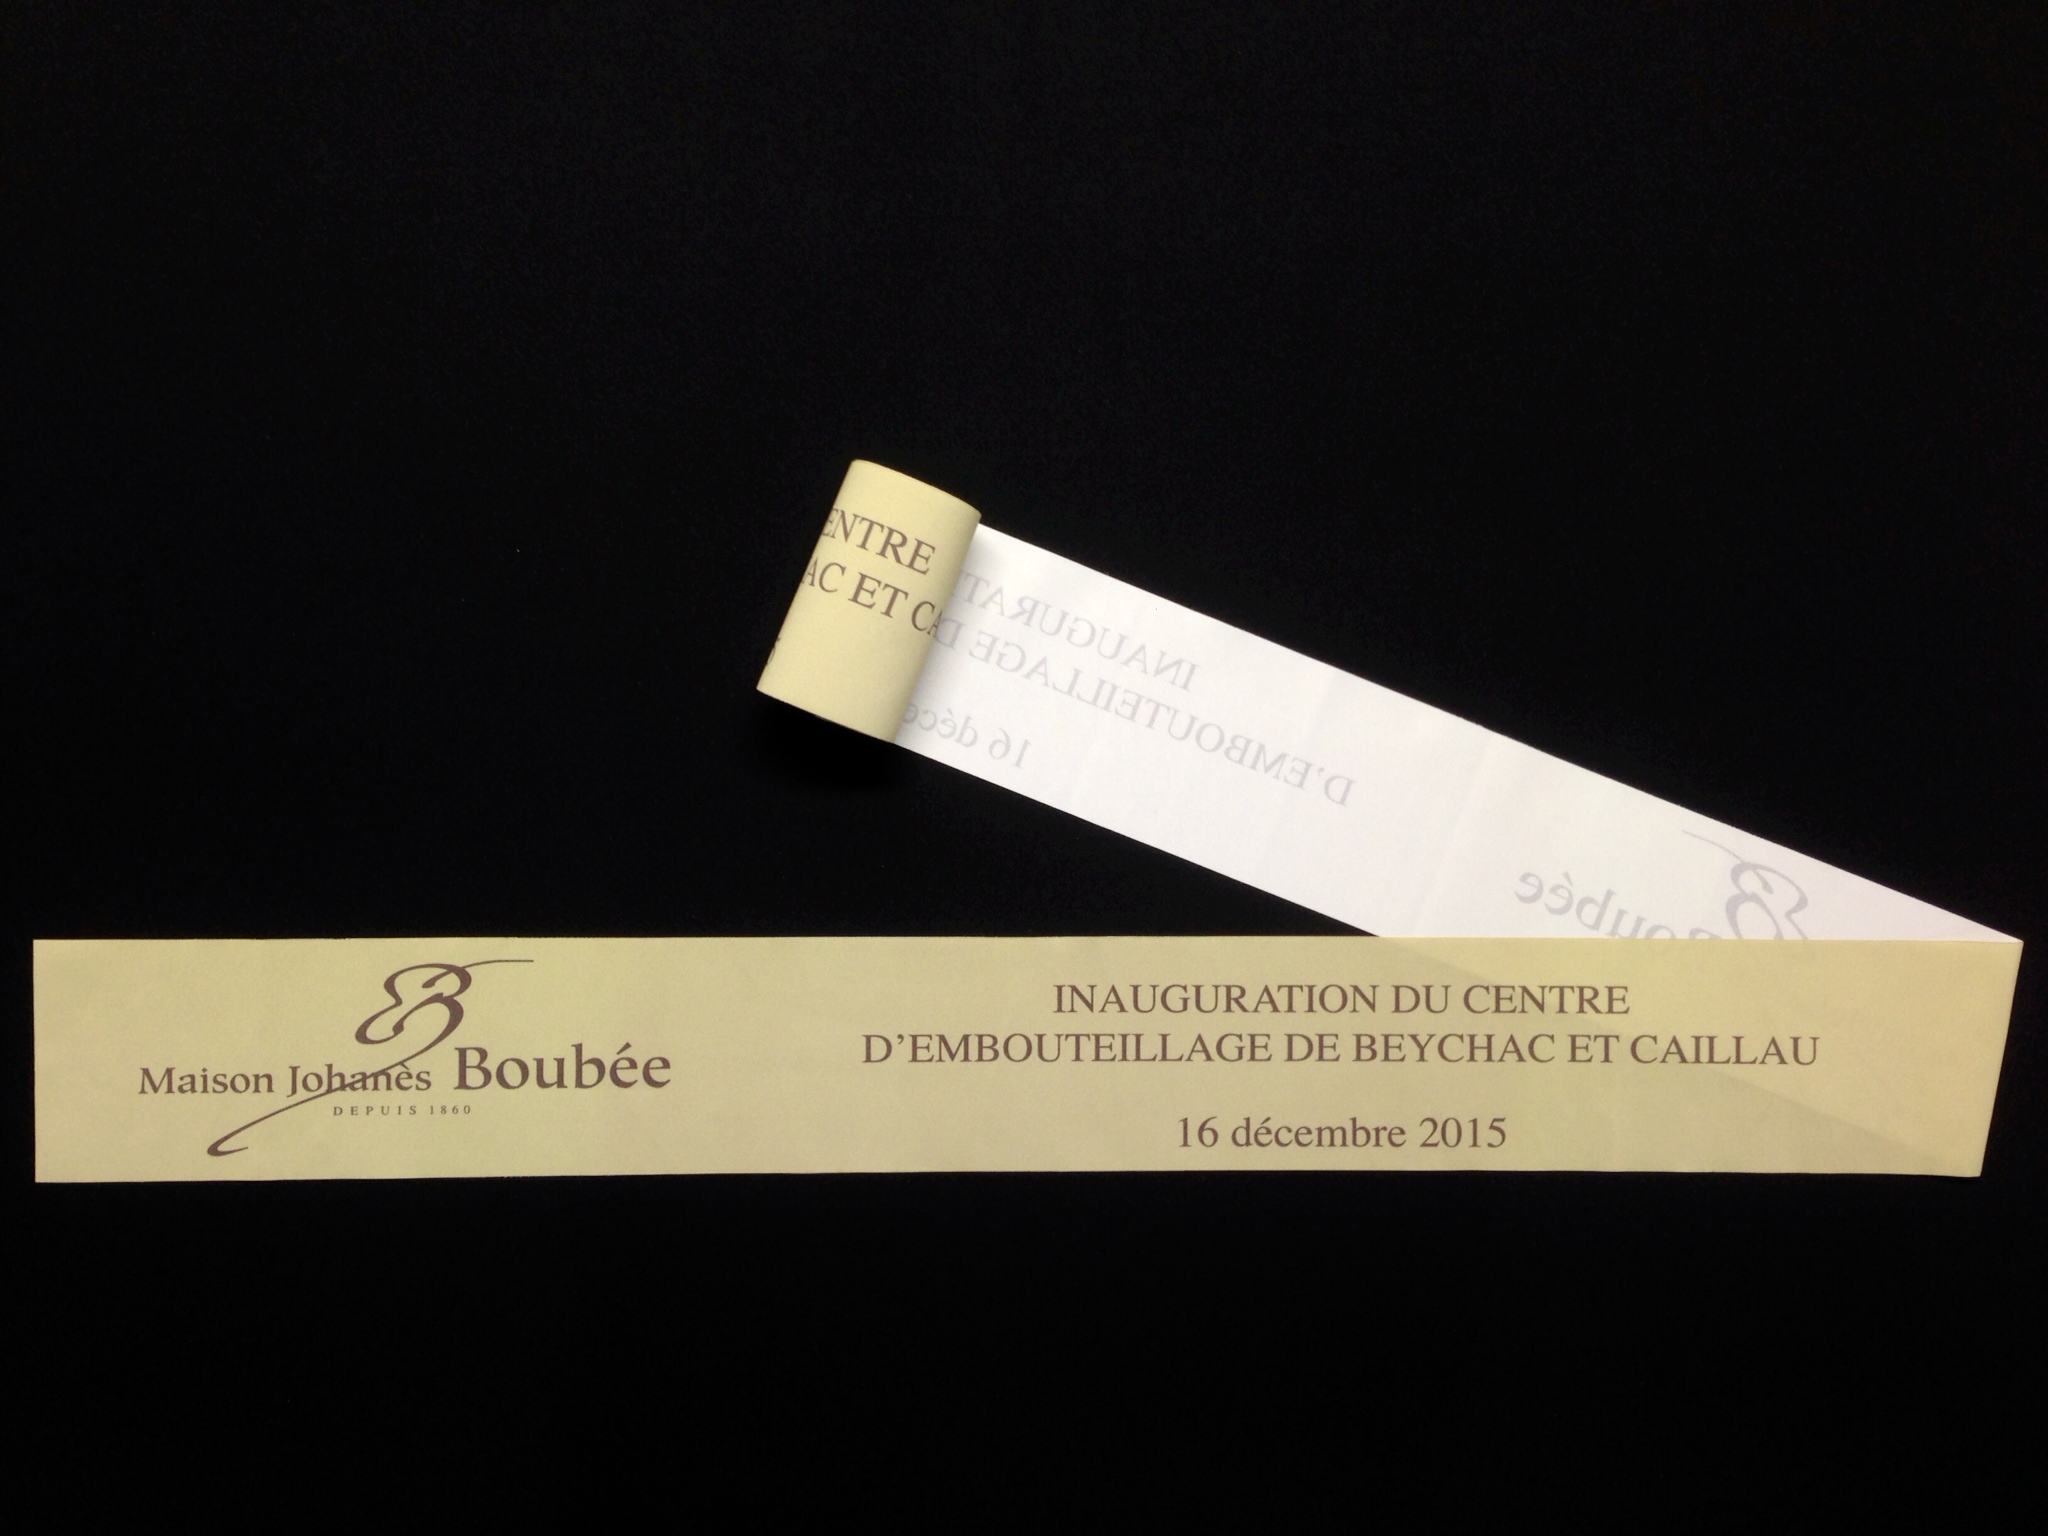 ENTRE
AC ET CA
INAUGURAT
D'EMBOUTEILLAGE D
16 déce
Boubée
Maison Johanès Boubée
DEPUIS 1860
INAUGURATION DU CENTRE
D'EMBOUTEILLAGE DE BEYCHAC ET CAILLAU
16 décembre 2015